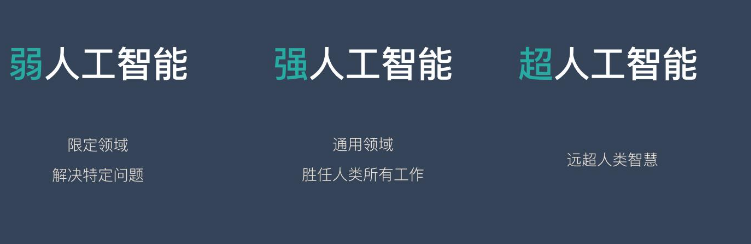 弱人工智能
限定领域
解决特定问题
强人工智能
通用领域
胜任人类所有工作
超人工智能
远超人类智慧